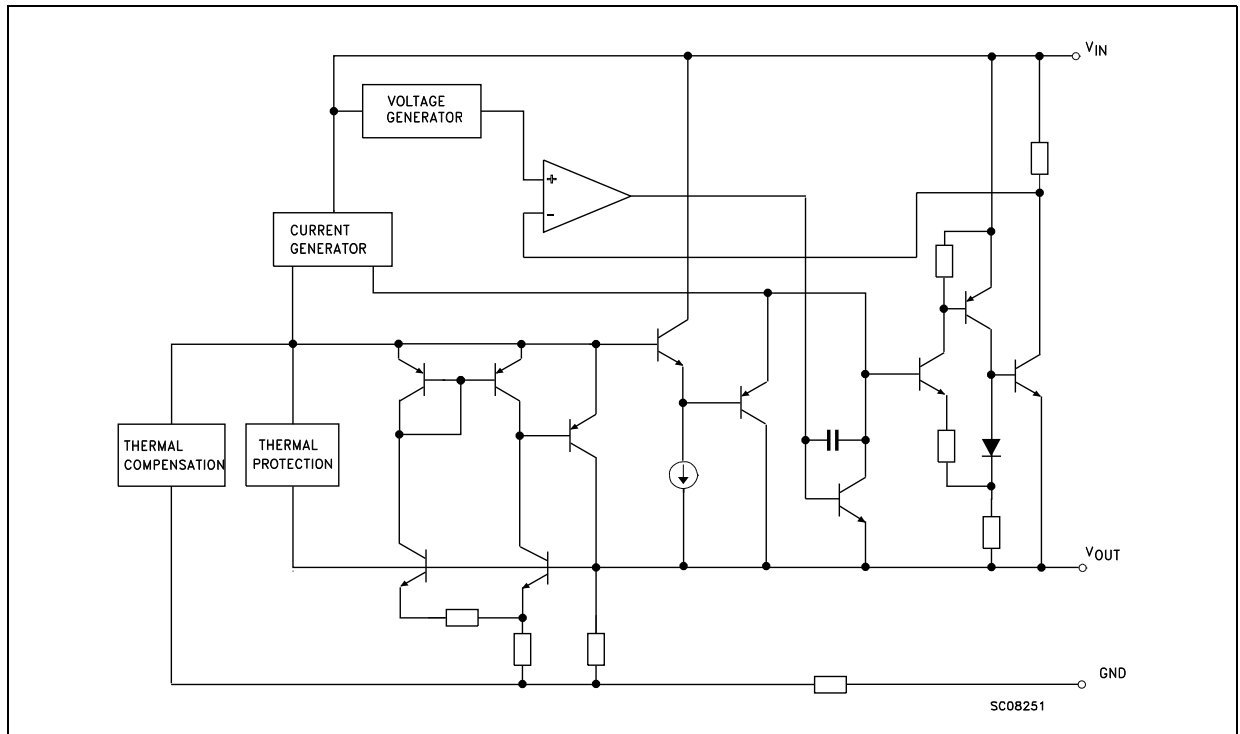 VIN
VOLTAGE
GENERATOR
+
-
CURRENT
GENERATOR
THERMAL
COMPENSATION
THERMAL
PROTECTION
VOUT
GND
SC08251